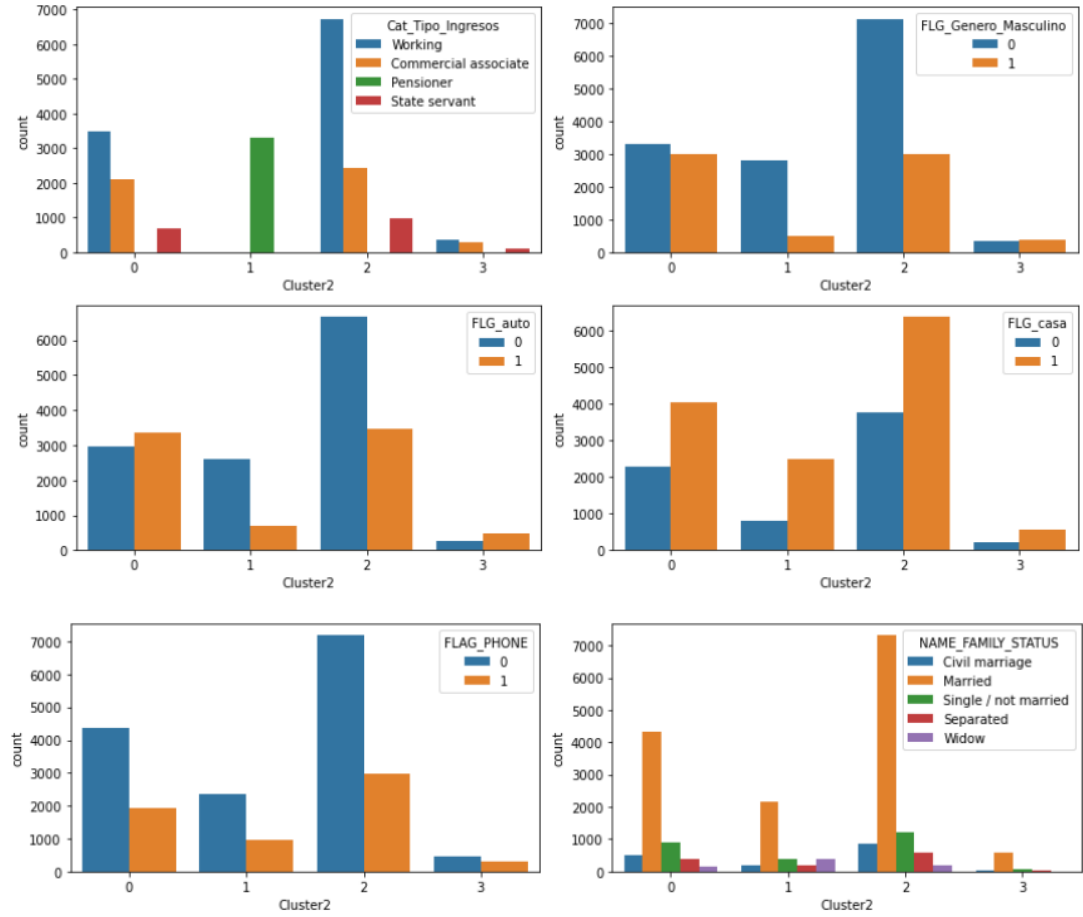 Cat_Tipo_Ingresos
Working
Commercial associate
Pensioner
State servant
count
7000
6000
5000
4000
3000
2000
1000
0
0 1 2 3
Cluster2
FLG_Genero_Masculino
0
1
count
7000
6000
5000
4000
3000
2000
1000
0
0 1 2 3
Cluster2
FLG_auto
0
1
count
6000
5000
4000
3000
2000
1000
0
0 1 2 3
Cluster2
FLG_casa
0
1
count
6000
5000
4000
3000
2000
1000
0
0 1 2 3
Cluster2
FLAG_PHONE
0
1
count
7000
6000
5000
4000
3000
2000
1000
0
0 1 2 3
Cluster2
NAME_FAMILY_STATUS
Civil marriage
Married
Single / not married
Separated
Widow
count
7000
6000
5000
4000
3000
2000
1000
0
0 1 2 3
Cluster2